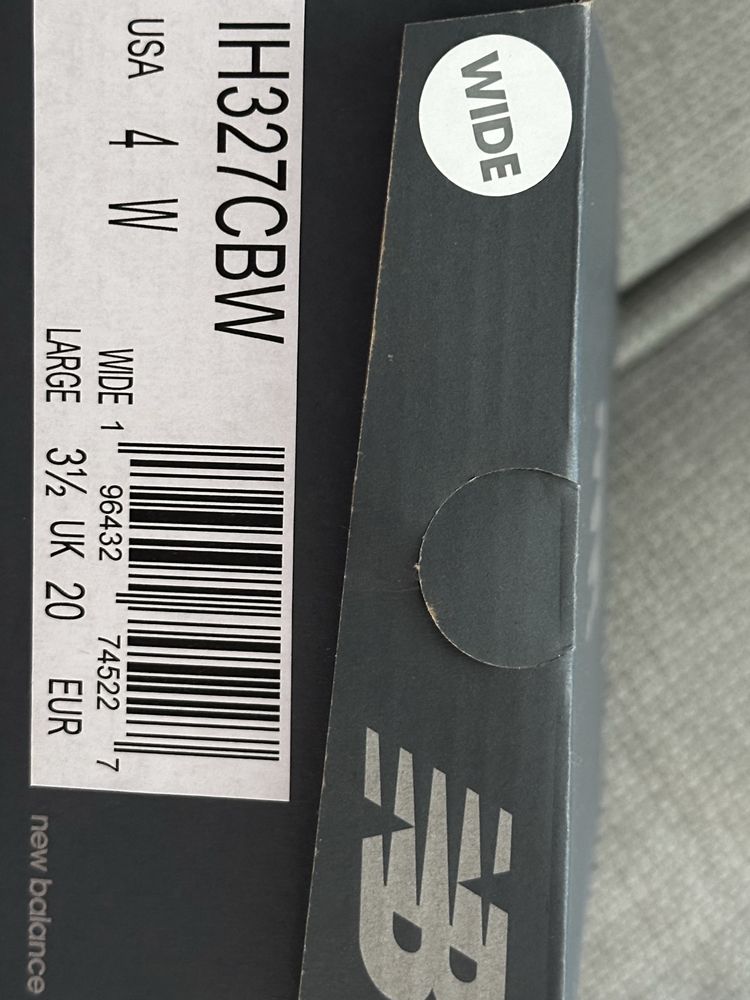 IH327CBW
USA 4 W
WIDE
LARGE 3½ UK 20 EUR
1 96432 74522 7
new balance
WIDE
NB